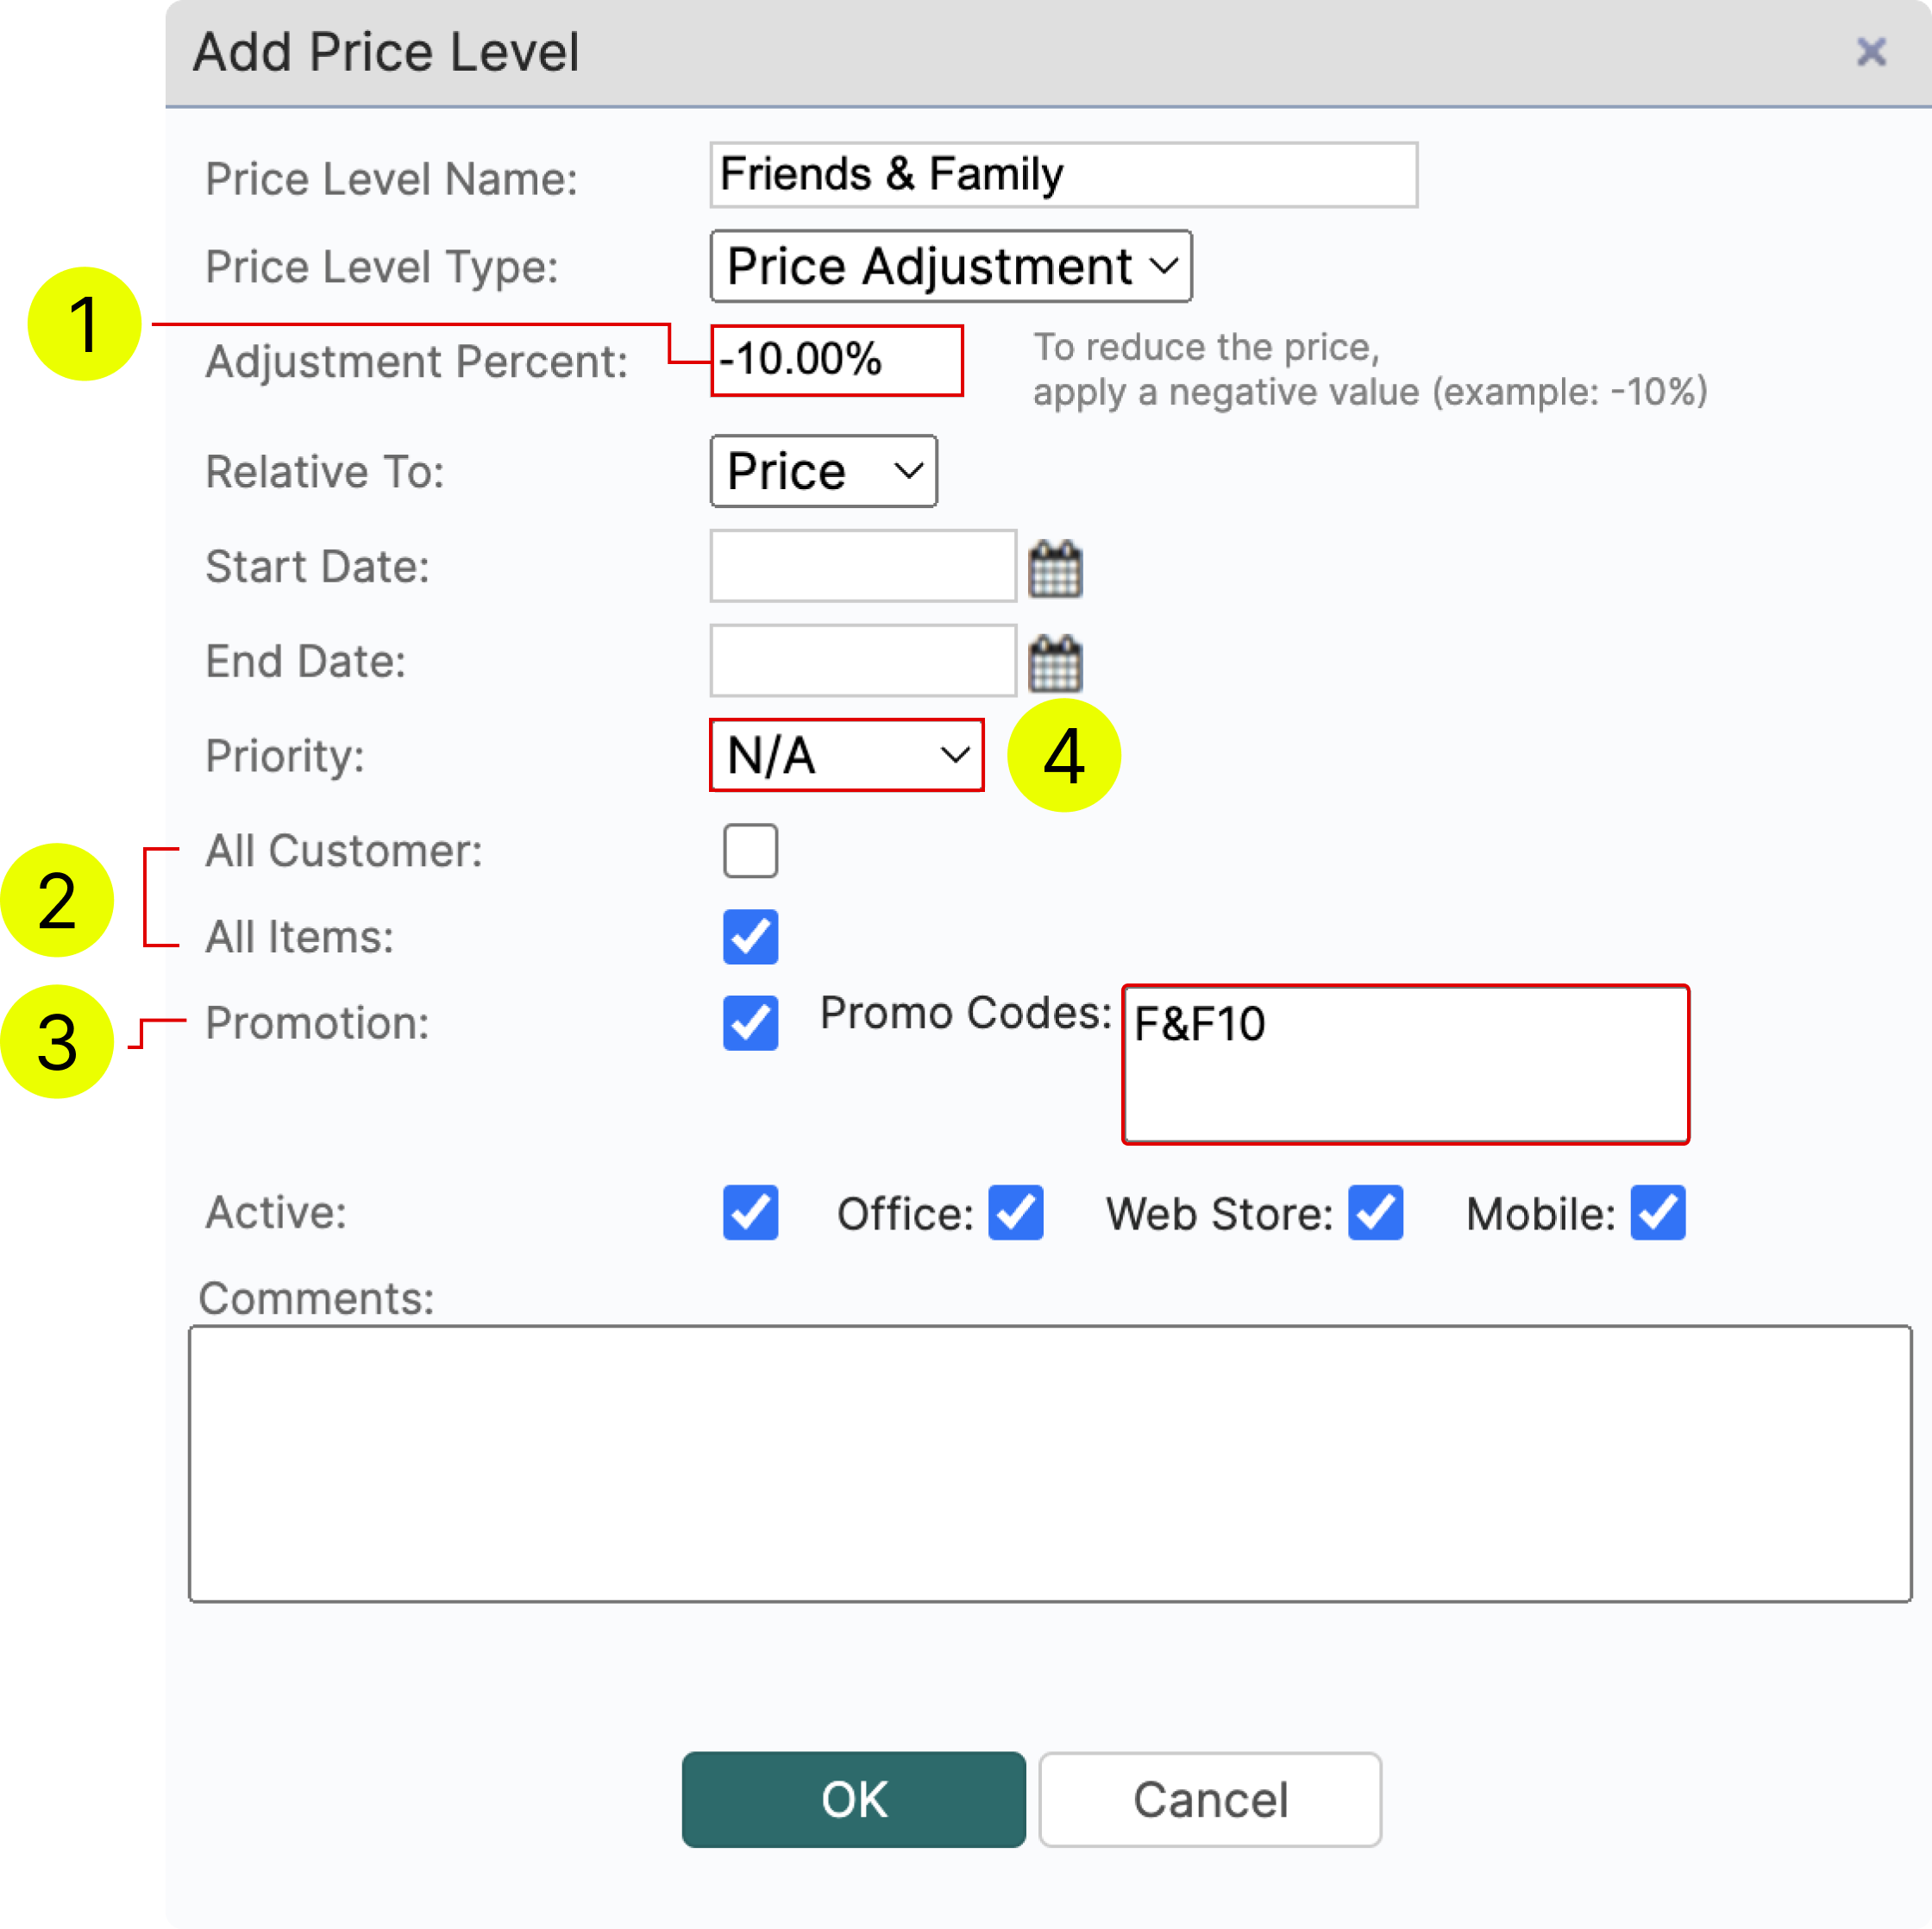 Add Price Level
Price Level Name: Friends & Family
Price Level Type: Price Adjustment
1
Adjustment Percent: -10.00% To reduce the price,
apply a negative value (example: -10%)
Relative To: Price
Start Date:
End Date:
Priority: N/A 4
All Customer:
2
All Items:
3 Promotion: Promo Codes: F&F10
Active: Office: Web Store: Mobile:
Comments:
OK Cancel